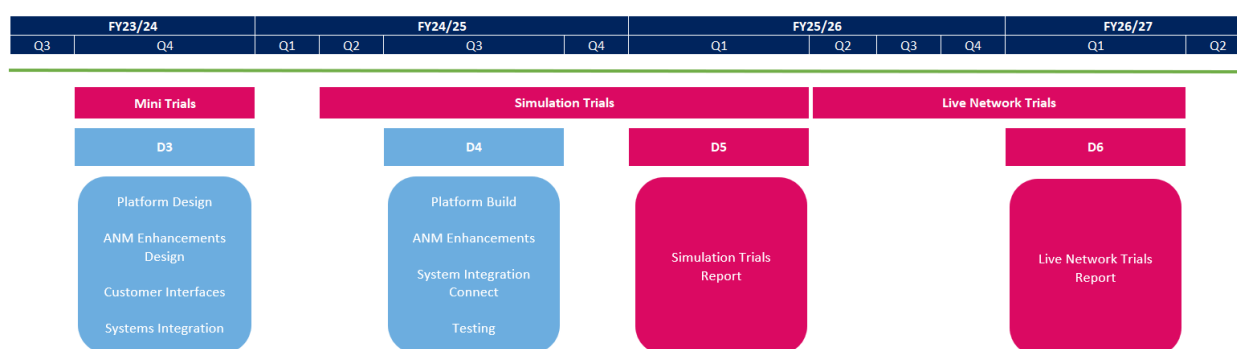 FY23/24 FY24/25 FY25/26 FY26/27
Q3 Q4 Q1 Q2 Q3 Q4 Q1 Q2 Q3 Q4 Q1 Q2
Mini Trials Simulation Trials Live Network Trials
D3 D4 D5 D6
Platform Design
ANM Enhancements
Design
Customer Interfaces
Systems Integration
Platform Build
ANM Enhancements
System Integration
Connect
Testing
Simulation Trials
Report
Live Network Trials
Report